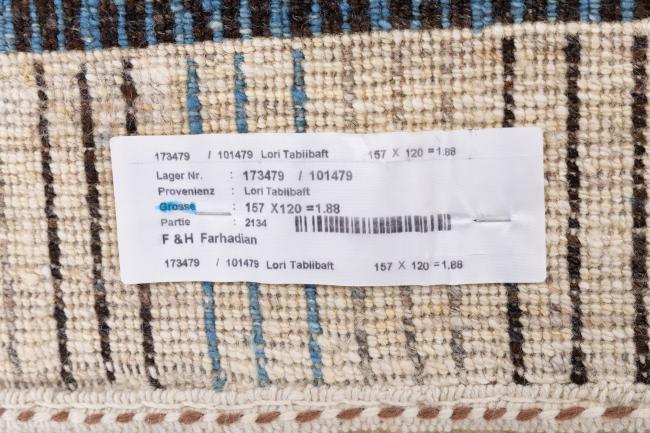 173479 / 101479 Lori Tabiibaft 157 X 120 =1.88
Lager Nr. : 173479 / 101479
Provenienz : Lori Tabiibaft
Grosse : 157 X120 =1.88
Partie : 2134
F & H Farhadian
173479 / 101479 Lori Tabiibaft 157 X 120 =1.88